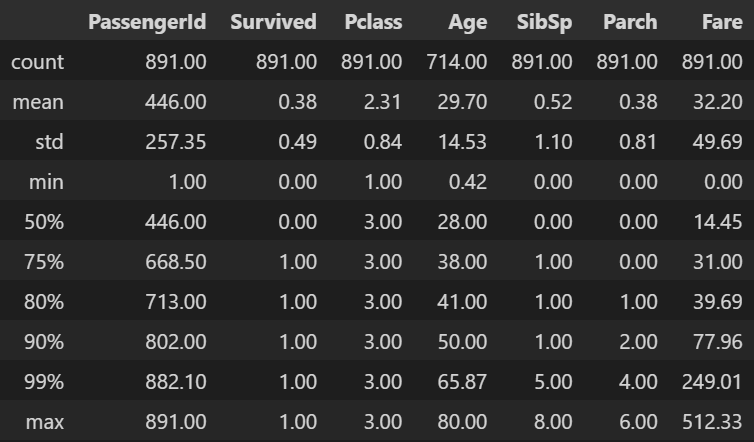 PassengerId Survived Pclass Age SibSp Parch Fare
count 891.00 891.00 891.00 714.00 891.00 891.00 891.00
mean 446.00 0.38 2.31 29.70 0.52 0.38 32.20
std 257.35 0.49 0.84 14.53 1.10 0.81 49.69
min 1.00 0.00 1.00 0.42 0.00 0.00 0.00
50% 446.00 0.00 3.00 28.00 0.00 0.00 14.45
75% 668.50 1.00 3.00 38.00 1.00 0.00 31.00
80% 713.00 1.00 3.00 41.00 1.00 1.00 39.69
90% 802.00 1.00 3.00 50.00 1.00 2.00 77.96
99% 882.10 1.00 3.00 65.87 5.00 4.00 249.01
max 891.00 1.00 3.00 80.00 8.00 6.00 512.33